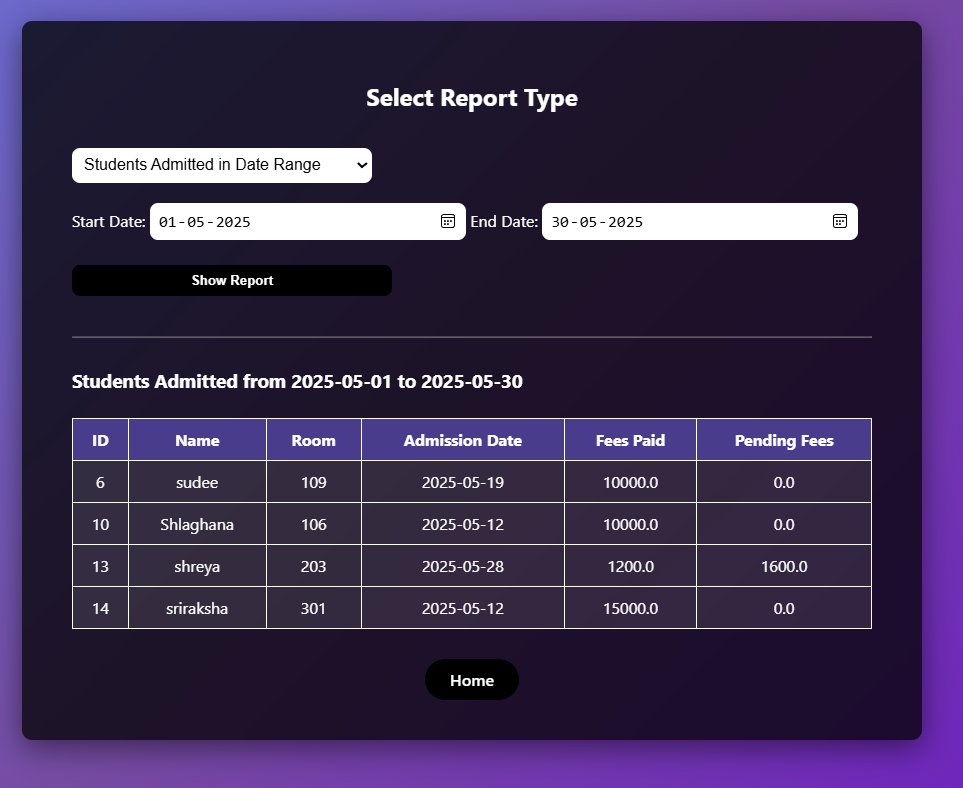 Select Report Type
Students Admitted in Date Range
Start Date: 01-05-2025 End Date: 30-05-2025
Show Report
Students Admitted from 2025-05-01 to 2025-05-30
ID Name Room Admission Date Fees Paid Pending Fees
6 sudee 109 2025-05-19 10000.0 0.0
10 Shlaghana 106 2025-05-12 10000.0 0.0
13 shreya 203 2025-05-28 1200.0 1600.0
14 sriraksha 301 2025-05-12 15000.0 0.0
Home